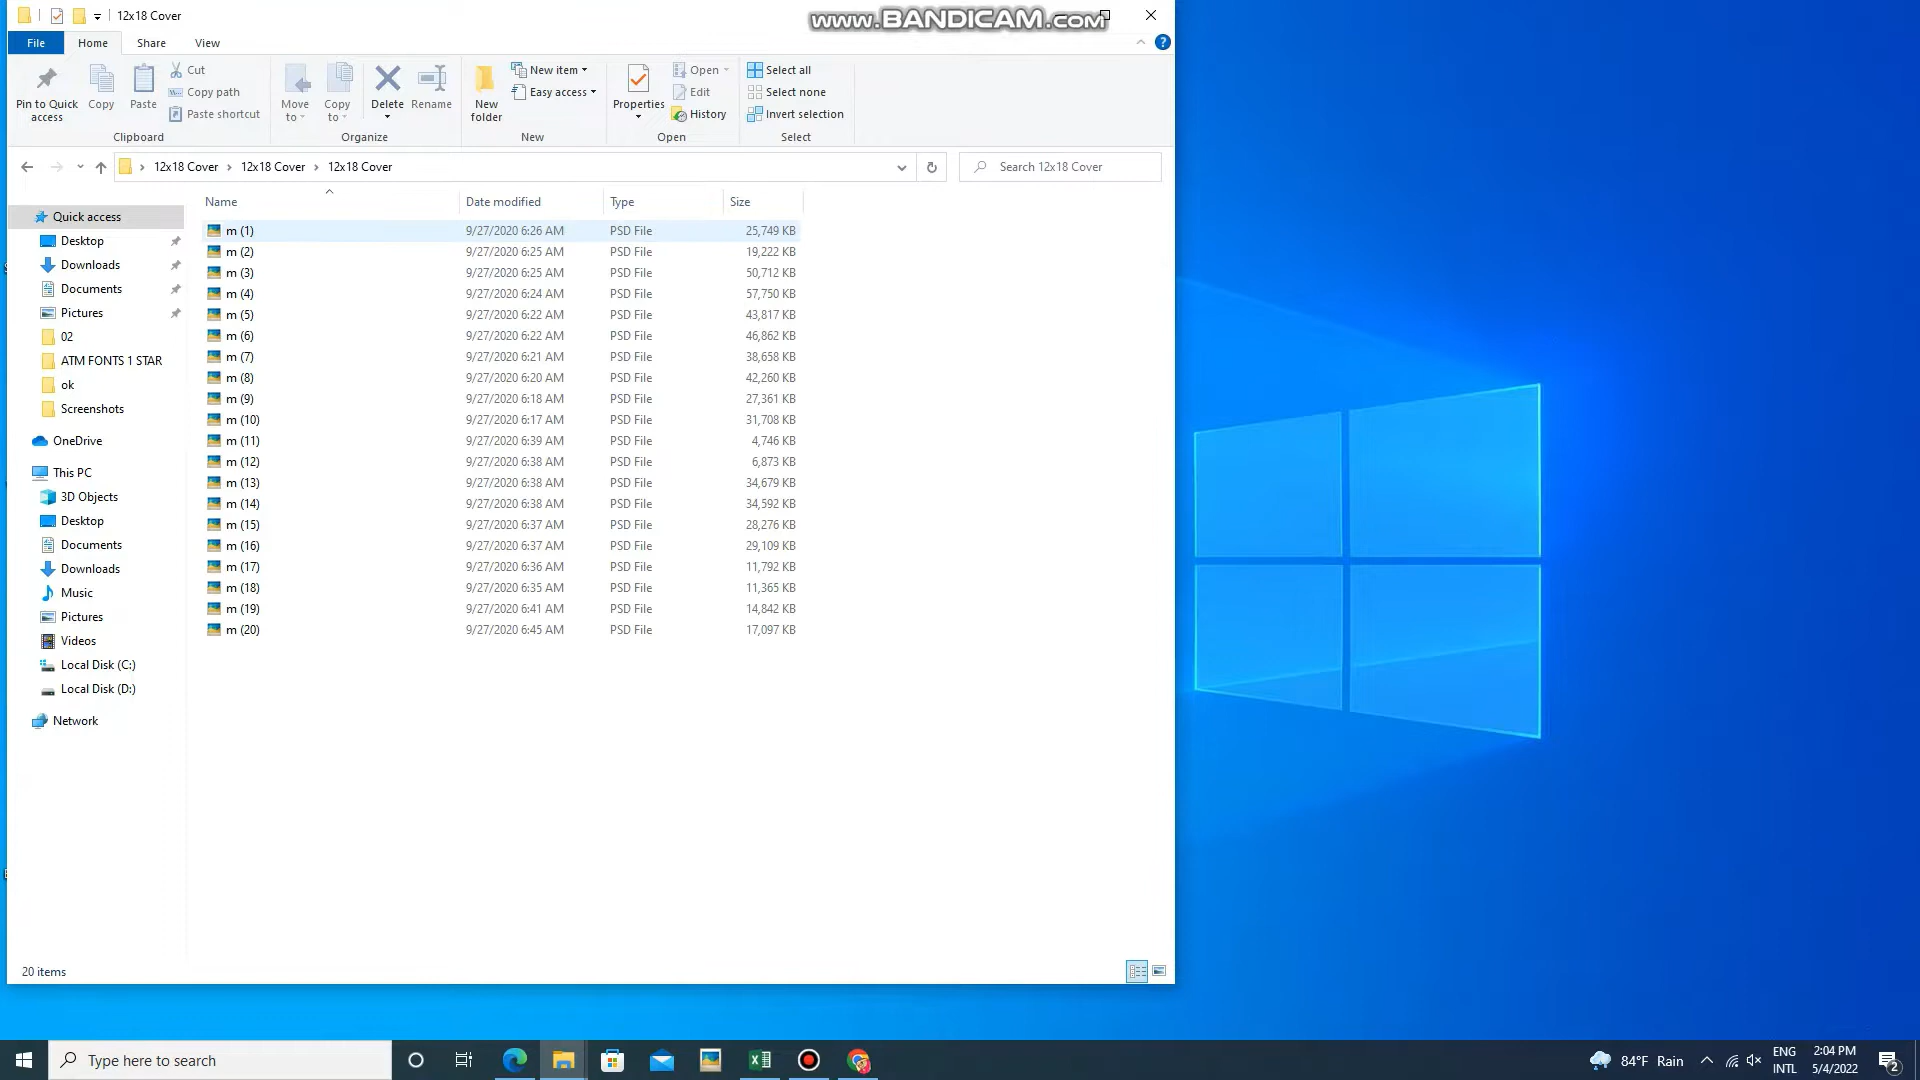 12x18 Cover
www.BANDICAM.com
File Home Share View
Pin to Quick access
Copy
Paste
Cut
Copy path
Paste shortcut
Move to
Copy to
Delete
Rename
New folder
New item
Easy access
Properties
Open
Edit
History
Select all
Select none
Invert selection
Clipboard Organize New Open Select
12x18 Cover › 12x18 Cover › 12x18 Cover
Search 12x18 Cover
Name Date modified Type Size
Quick access
Desktop
Downloads
Documents
Pictures
02
ATM FONTS 1 STAR
ok
Screenshots
OneDrive
This PC
3D Objects
Desktop
Documents
Downloads
Music
Pictures
Videos
Local Disk (C:)
Local Disk (D:)
Network
m (1) 9/27/2020 6:26 AM PSD File 25,749 KB
m (2) 9/27/2020 6:25 AM PSD File 19,222 KB
m (3) 9/27/2020 6:25 AM PSD File 50,712 KB
m (4) 9/27/2020 6:24 AM PSD File 57,750 KB
m (5) 9/27/2020 6:22 AM PSD File 43,817 KB
m (6) 9/27/2020 6:22 AM PSD File 46,862 KB
m (7) 9/27/2020 6:21 AM PSD File 38,658 KB
m (8) 9/27/2020 6:20 AM PSD File 42,260 KB
m (9) 9/27/2020 6:18 AM PSD File 27,361 KB
m (10) 9/27/2020 6:17 AM PSD File 31,708 KB
m (11) 9/27/2020 6:39 AM PSD File 4,746 KB
m (12) 9/27/2020 6:38 AM PSD File 6,873 KB
m (13) 9/27/2020 6:38 AM PSD File 34,679 KB
m (14) 9/27/2020 6:38 AM PSD File 34,592 KB
m (15) 9/27/2020 6:37 AM PSD File 28,276 KB
m (16) 9/27/2020 6:37 AM PSD File 29,109 KB
m (17) 9/27/2020 6:36 AM PSD File 11,792 KB
m (18) 9/27/2020 6:35 AM PSD File 11,365 KB
m (19) 9/27/2020 6:41 AM PSD File 14,842 KB
m (20) 9/27/2020 6:45 AM PSD File 17,097 KB
20 items
Type here to search
84°F Rain
ENG
INTL
2:04 PM
5/4/2022
2